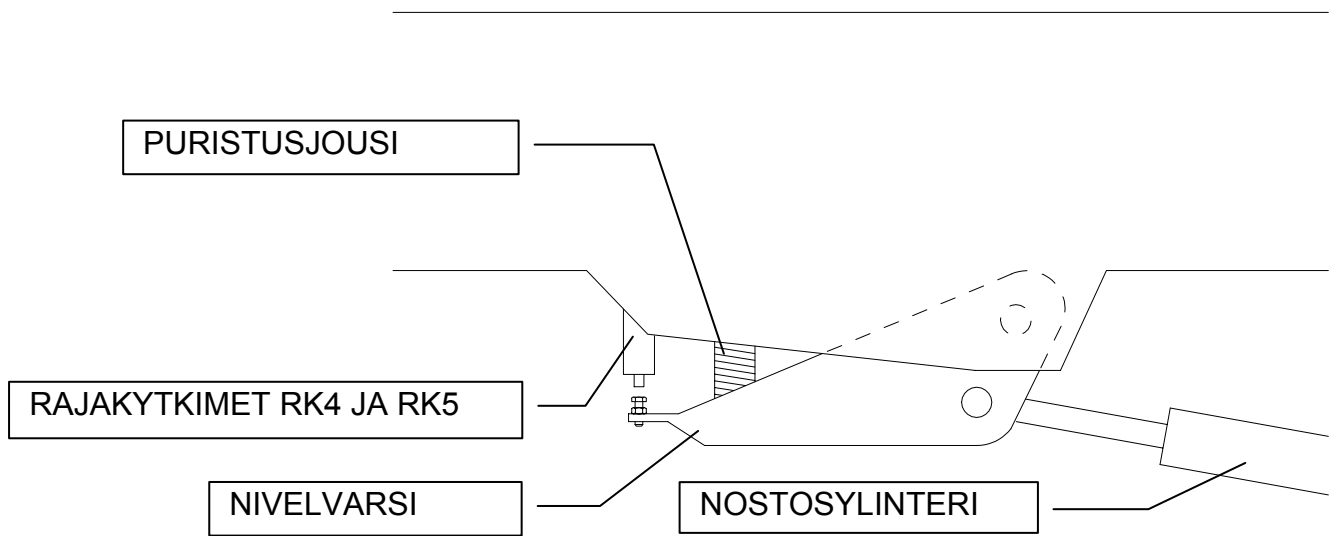 PURISTUSJOUSI
RAJAKYTKIMET RK4 JA RK5
NIVELVARSI
NOSTOSYLINTERI